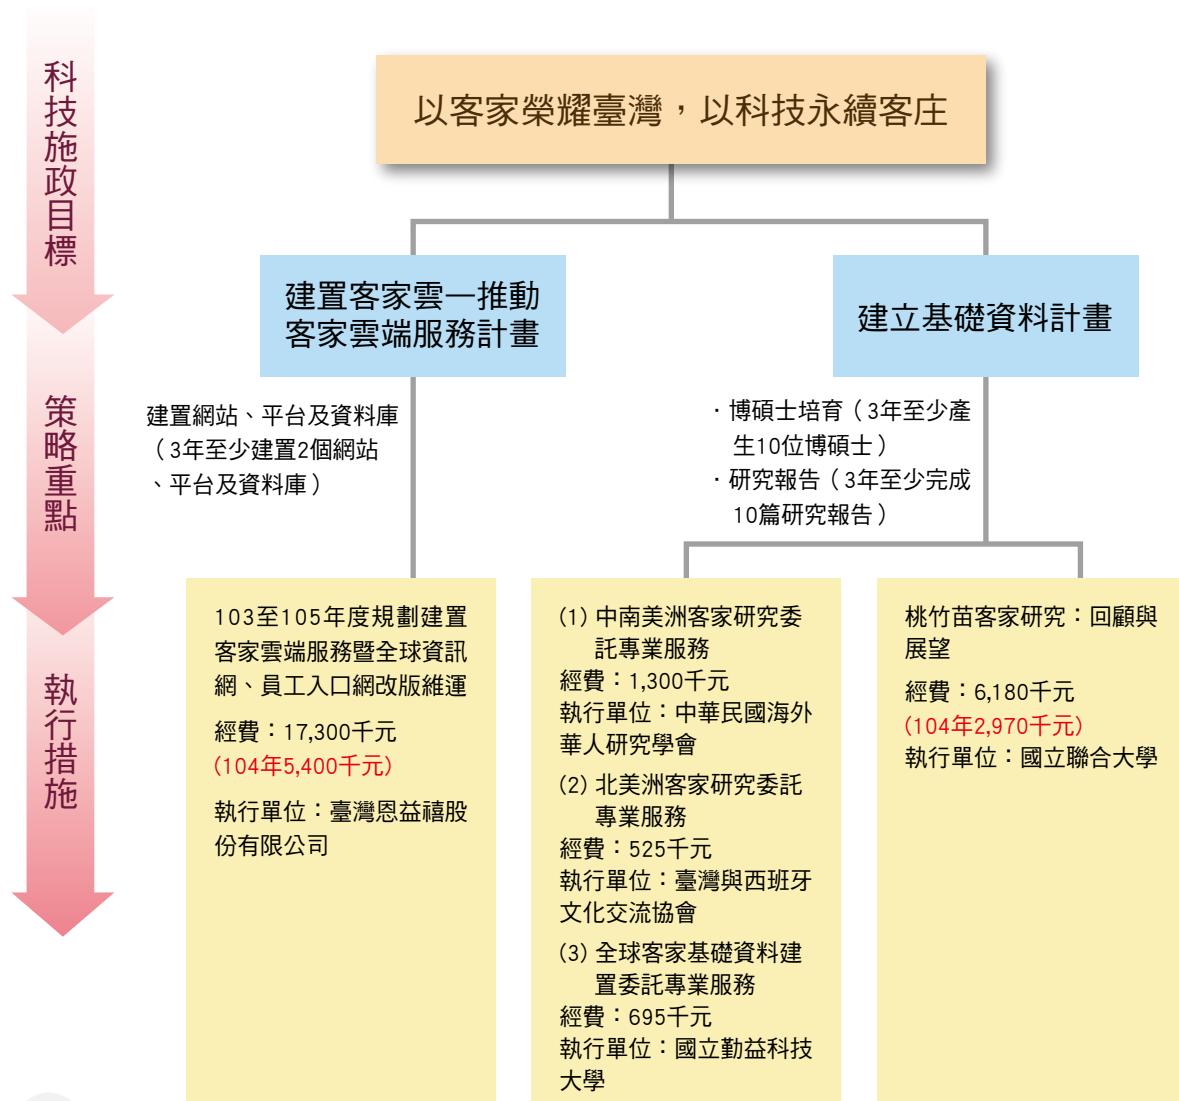 科技施政目標
策略重點
執行措施
以客家榮耀臺灣，以科技永續客庄
建置客家雲—推動
客家雲端服務計畫
建立基礎資料計畫
建置網站、平台及資料庫
（3年至少建置2個網站
、平台及資料庫）
・博碩士培育（3年至少產
生10位博碩士）
・研究報告（3年至少完成
10篇研究報告）
103至105年度規劃建置
客家雲端服務暨全球資訊
網、員工入口網改版維運
經費：17,300千元
(104年5,400千元)
執行單位：臺灣恩益禧股
份有限公司
(1) 中南美洲客家研究委
託專業服務
經費：1,300千元
執行單位：中華民國海外
華人研究學會
(2) 北美洲客家研究委託
專業服務
經費：525千元
執行單位：臺灣與西班牙
文化交流協會
(3) 全球客家基礎資料建
置委託專業服務
經費：695千元
執行單位：國立勤益科技
大學
桃竹苗客家研究：回顧與
展望
經費：6,180千元
(104年2,970千元)
執行單位：國立聯合大學